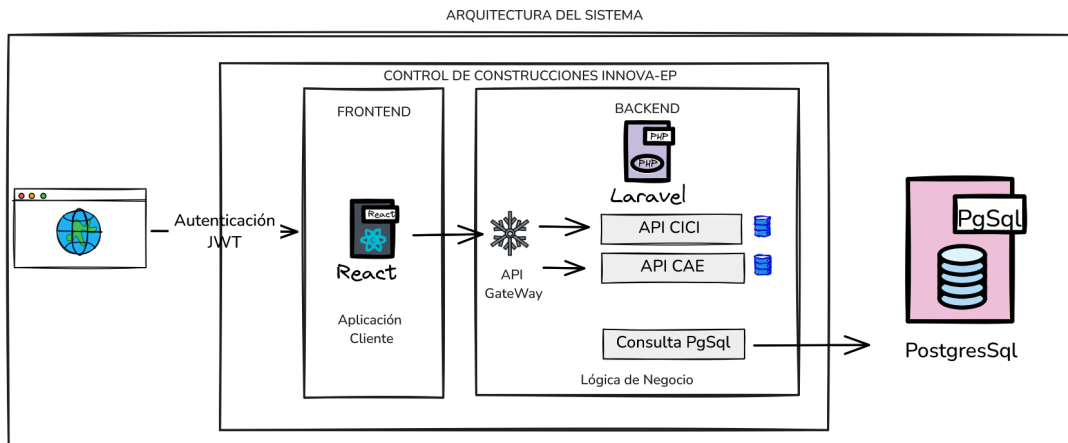 ARQUITECTURA DEL SISTEMA
CONTROL DE CONSTRUCCIONES INNOVA-EP
FRONTEND
BACKEND
PHP
PHP
Laravel
Autenticación
JWT
React
React
Aplicación
Cliente
API
GateWay
API CICI
API CAE
Consulta PgSql
Lógica de Negocio
PgSql
PostgresSql